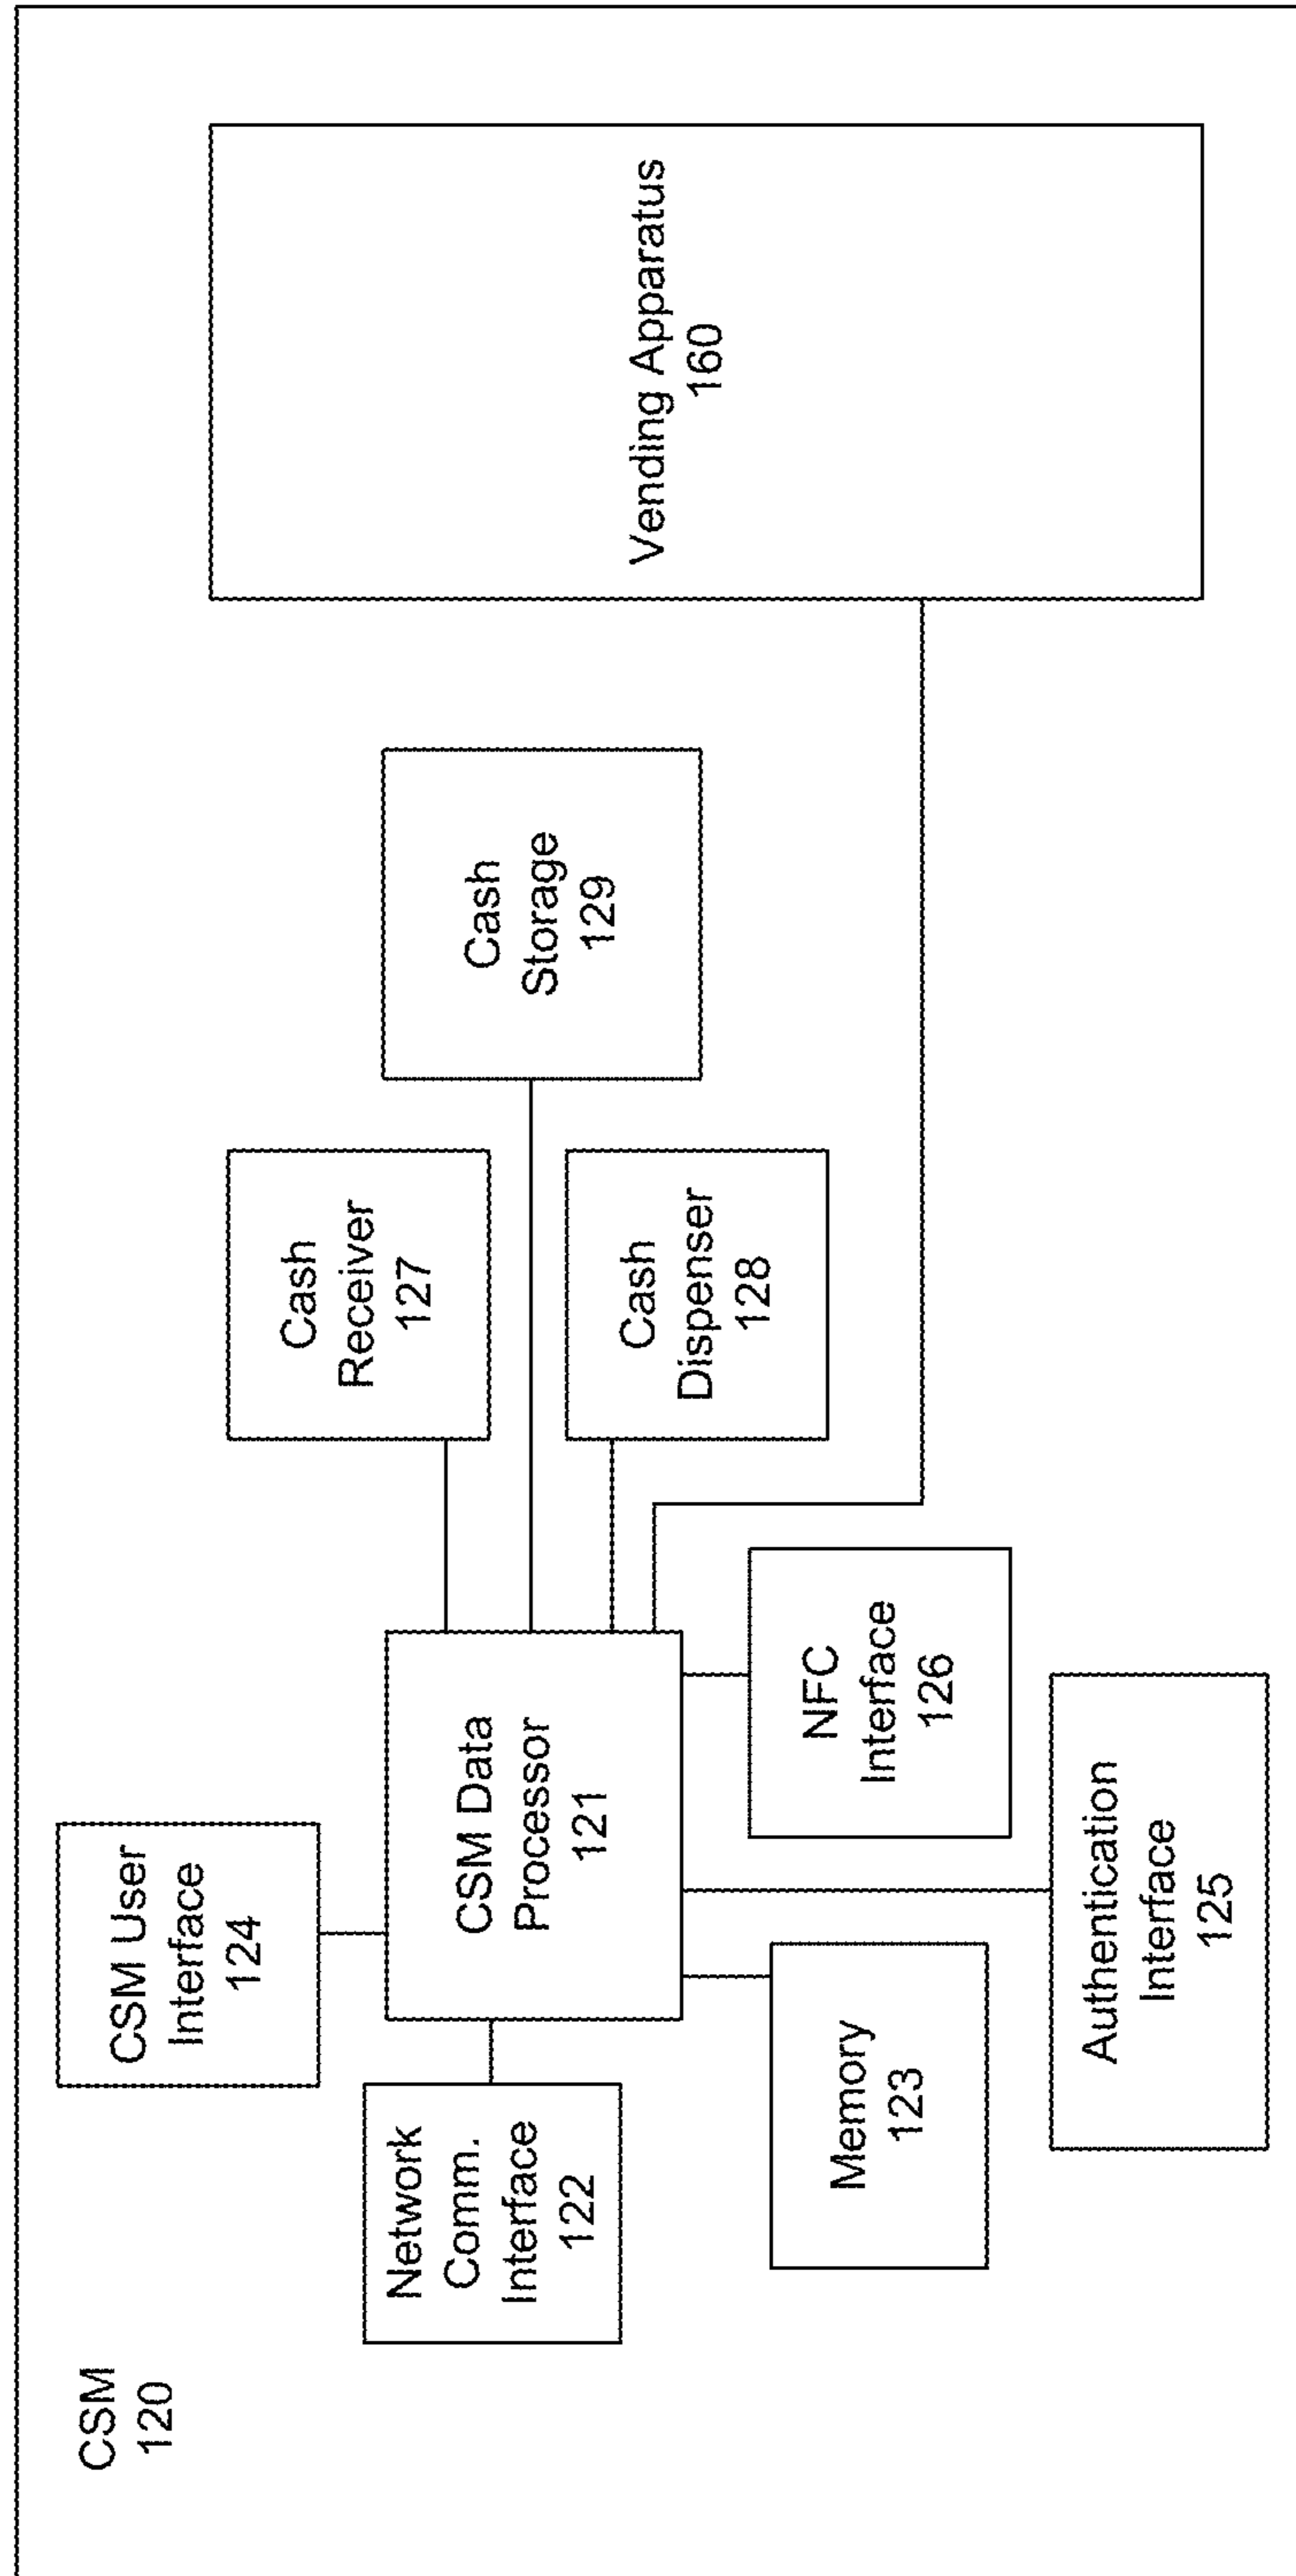 CSM
120
CSM User
Interface
124
Network
Comm.
Interface
122
CSM Data
Processor
121
Memory
123
Authentication
Interface
125
NFC
Interface
126
Cash
Receiver
127
Cash
Dispenser
128
Cash
Storage
129
Vending Apparatus
160